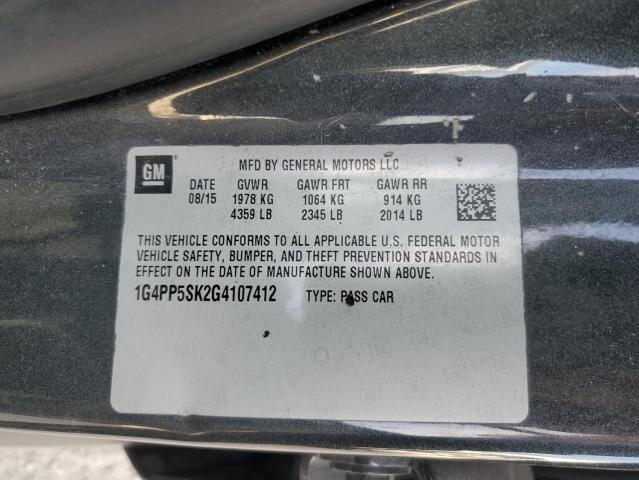 GM
MFD BY GENERAL MOTORS LLC
DATE GVWR GAWR FRT GAWR RR
08/15 1978 KG 1064 KG 914 KG
4359 LB 2345 LB 2014 LB
THIS VEHICLE CONFORMS TO ALL APPLICABLE U.S. FEDERAL MOTOR
VEHICLE SAFETY, BUMPER, AND THEFT PREVENTION STANDARDS IN
EFFECT ON THE DATE OF MANUFACTURE SHOWN ABOVE.
1G4PP5SK2G4107412 TYPE: PASS CAR